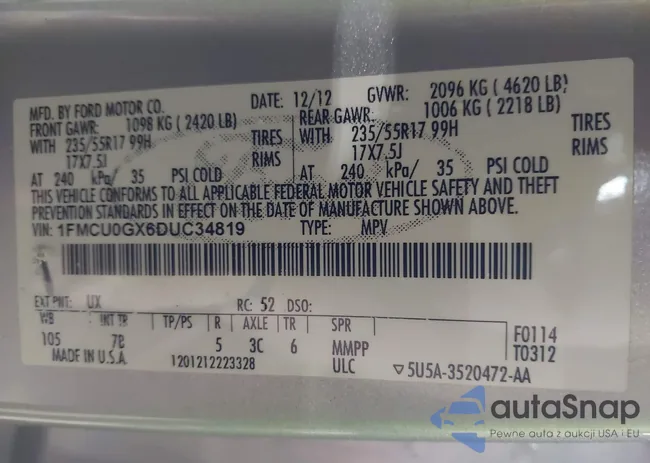 MFD. BY FORD MOTOR CO. DATE: 12/12 GVWR: 2096 KG ( 4620 LB)
FRONT GAWR: 1098 KG ( 2420 LB) REAR GAWR: 1006 KG ( 2218 LB)
WITH 235/55R17 99H TIRES WITH 235/55R17 99H TIRES
17X7.5J RIMS 17X7.5J RIMS
AT 240 kPa/ 35 PSI COLD AT 240 kPa/ 35 PSI COLD
THIS VEHICLE CONFORMS TO ALL APPLICABLE FEDERAL MOTOR VEHICLE SAFETY AND THEFT
PREVENTION STANDARDS IN EFFECT ON THE DATE OF MANUFACTURE SHOWN ABOVE.
VIN: 1FMCU0GX6DUC34819 TYPE: MPV
EXT PNT: UX RC: 52 DSO:
WB INT TR TP/PS R AXLE TR SPR
105 7B 5 3C 6 MMPP F0114
MADE IN U.S.A. 1201212223328 ULC T0312
▽5U5A-3520472-AA
autaSnap
Pewne auta z aukcji USA i EU